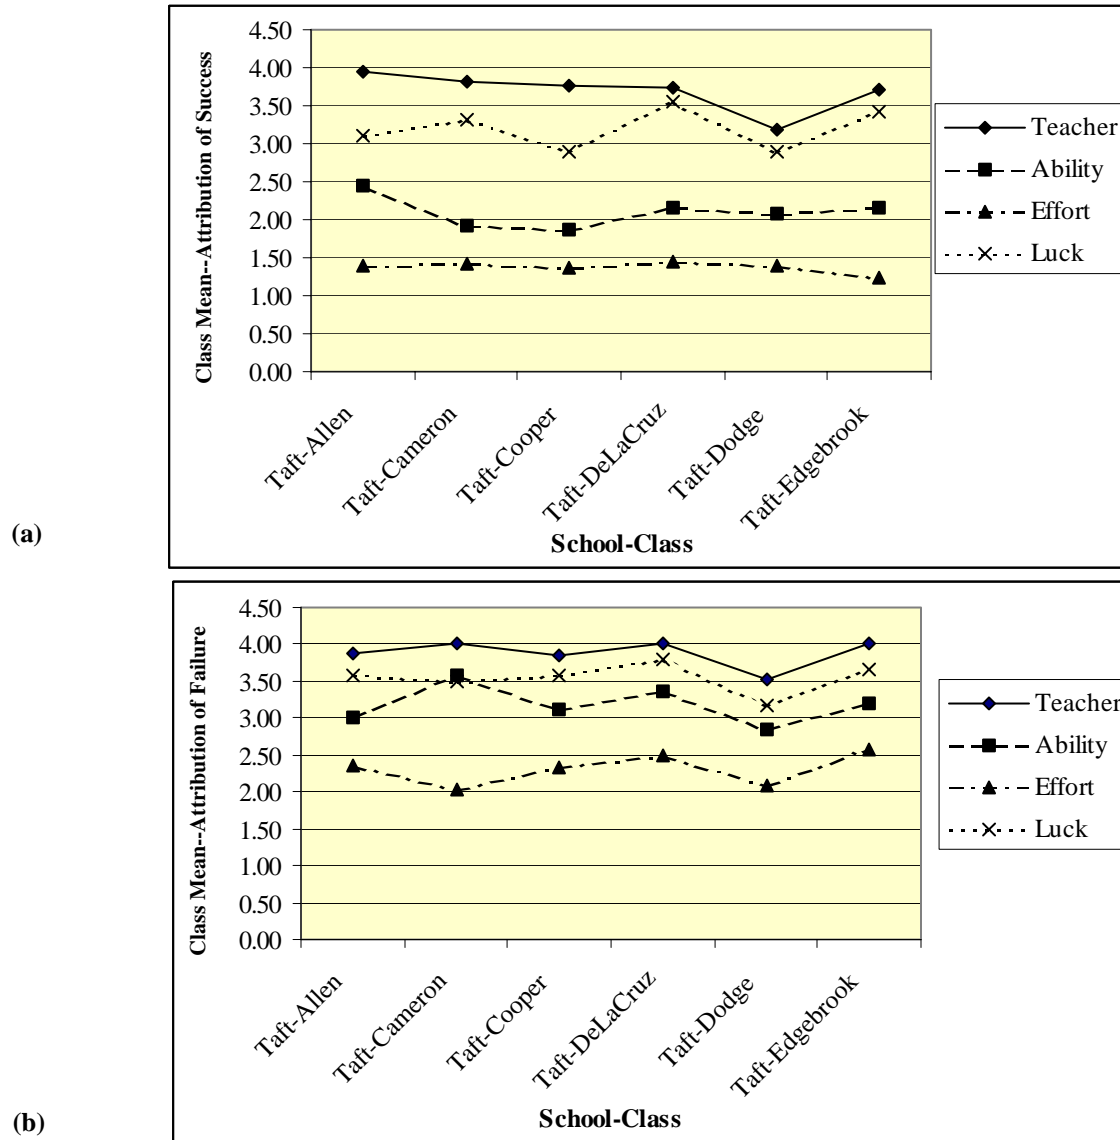 4.50
4.00
3.50
3.00
2.50
2.00
1.50
1.00
0.50
0.00
Class Mean--Attribution of Success
Taft-Allen
Taft-Cameron
Taft-Cooper
Taft-DeLaCruz
Taft-Dodge
Taft-Edgebrook
School-Class
Teacher
Ability
Effort
Luck
(a)
4.50
4.00
3.50
3.00
2.50
2.00
1.50
1.00
0.50
0.00
Class Mean--Attribution of Failure
Taft-Allen
Taft-Cameron
Taft-Cooper
Taft-DeLaCruz
Taft-Dodge
Taft-Edgebrook
School-Class
Teacher
Ability
Effort
Luck
(b)